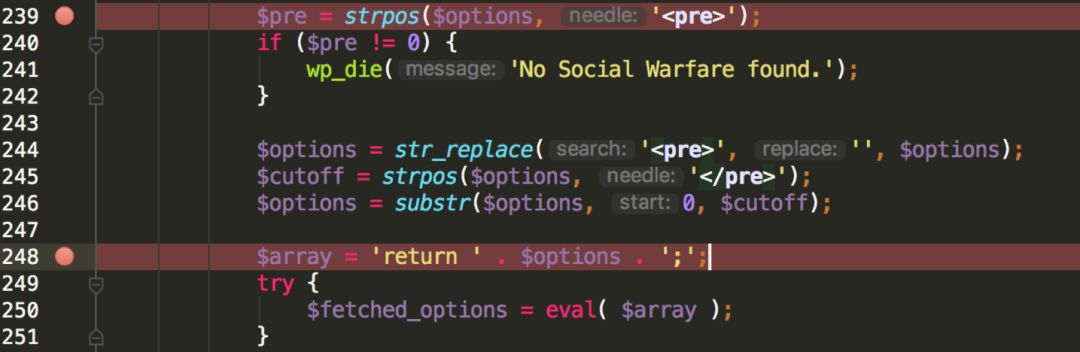 239 $pre = strpos($options, needle: '<pre>');
240 if ($pre != 0) {
241 wp_die( message: 'No Social Warfare found.');
242 }
243
244 $options = str_replace( search: '<pre>', replace: '', $options);
245 $cutoff = strpos($options, needle: '</pre>');
246 $options = substr($options, start: 0, $cutoff);
247
248 $array = 'return ' . $options . ';';
249 try {
250 $fetched_options = eval( $array );
251 }